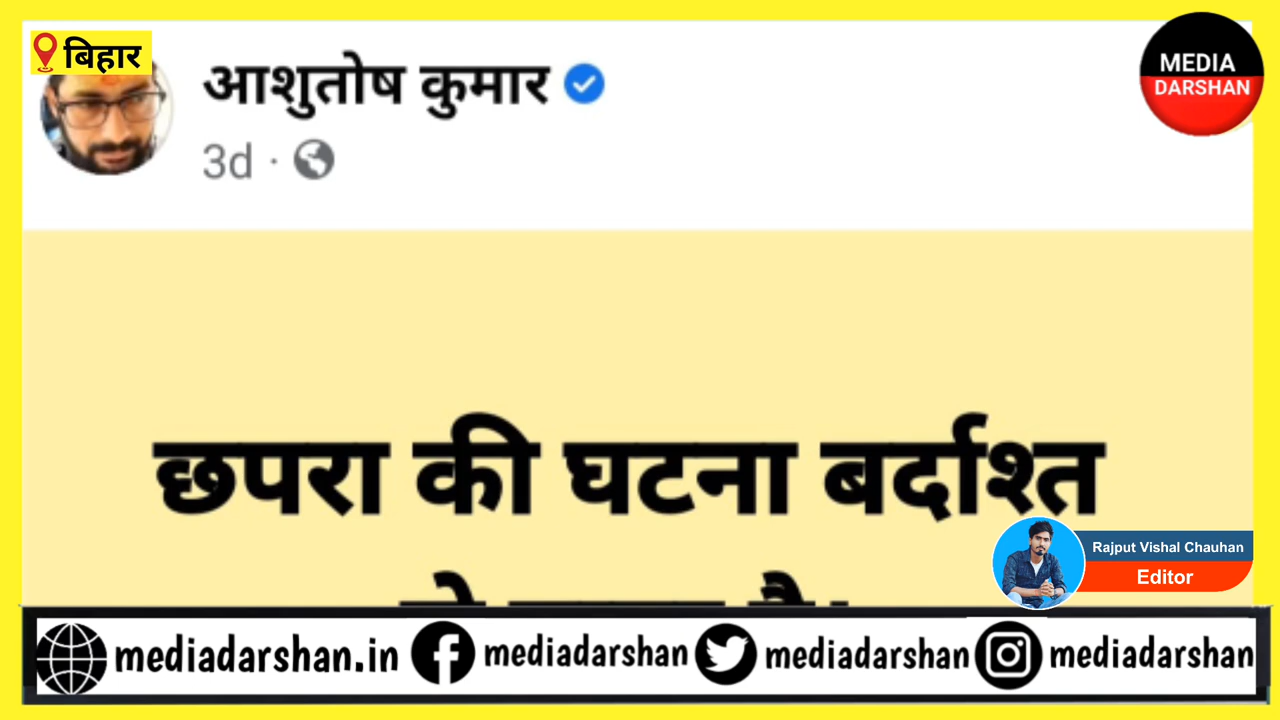 बिहार
MEDIA
DARSHAN
आशुतोष कुमार
3d ·
छपरा की घटना बर्दाश्त
Rajput Vishal Chauhan
Editor
mediadarshan.in mediadarshan mediadarshan mediadarshan